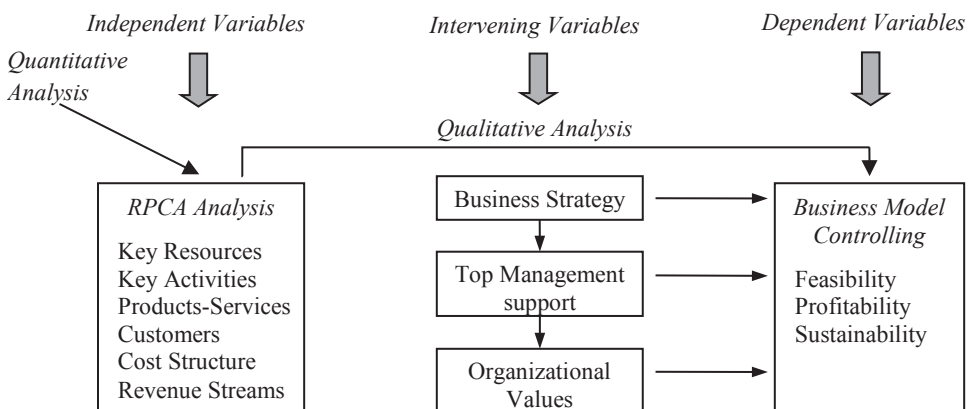 Independent Variables
Intervening Variables
Dependent Variables
Quantitative
Analysis
Qualitative Analysis
RPCA Analysis
Key Resources
Key Activities
Products-Services
Customers
Cost Structure
Revenue Streams
Business Strategy
Top Management
support
Organizational
Values
Business Model
Controlling
Feasibility
Profitability
Sustainability